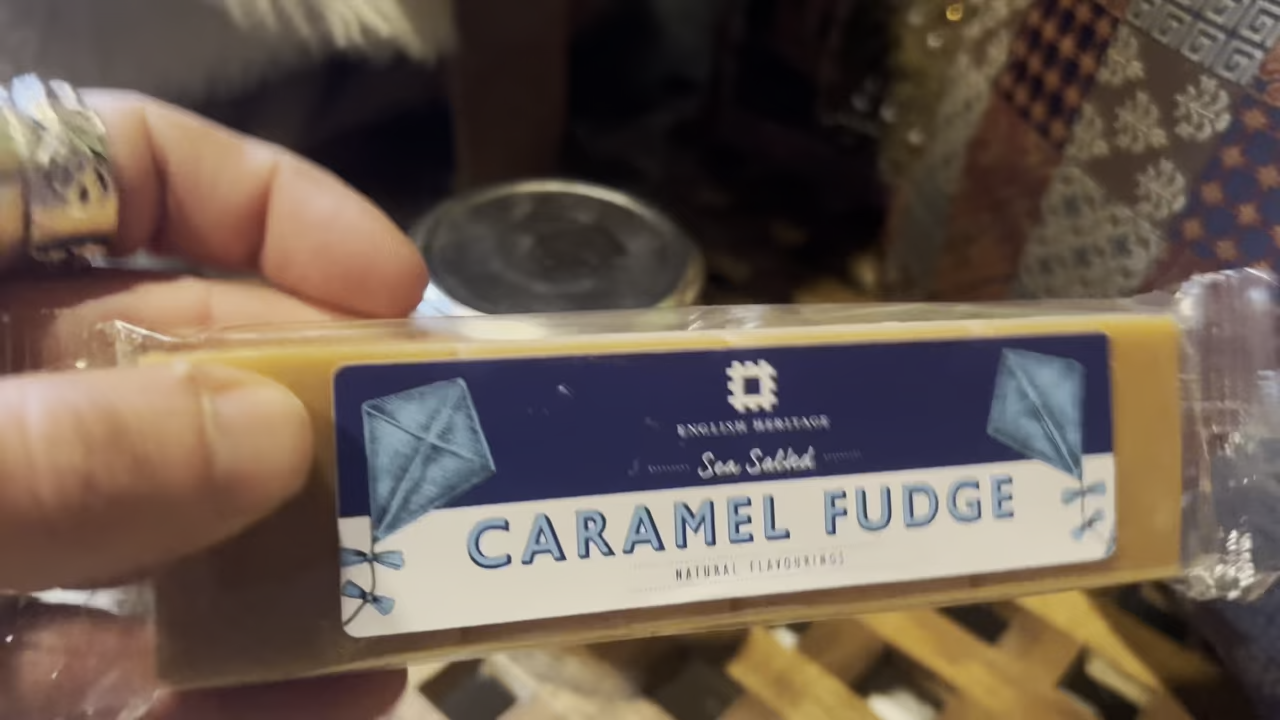 ENGLISH HERITAGE
Sea Salted
CARAMEL FUDGE
NATURAL FLAVOURINGS